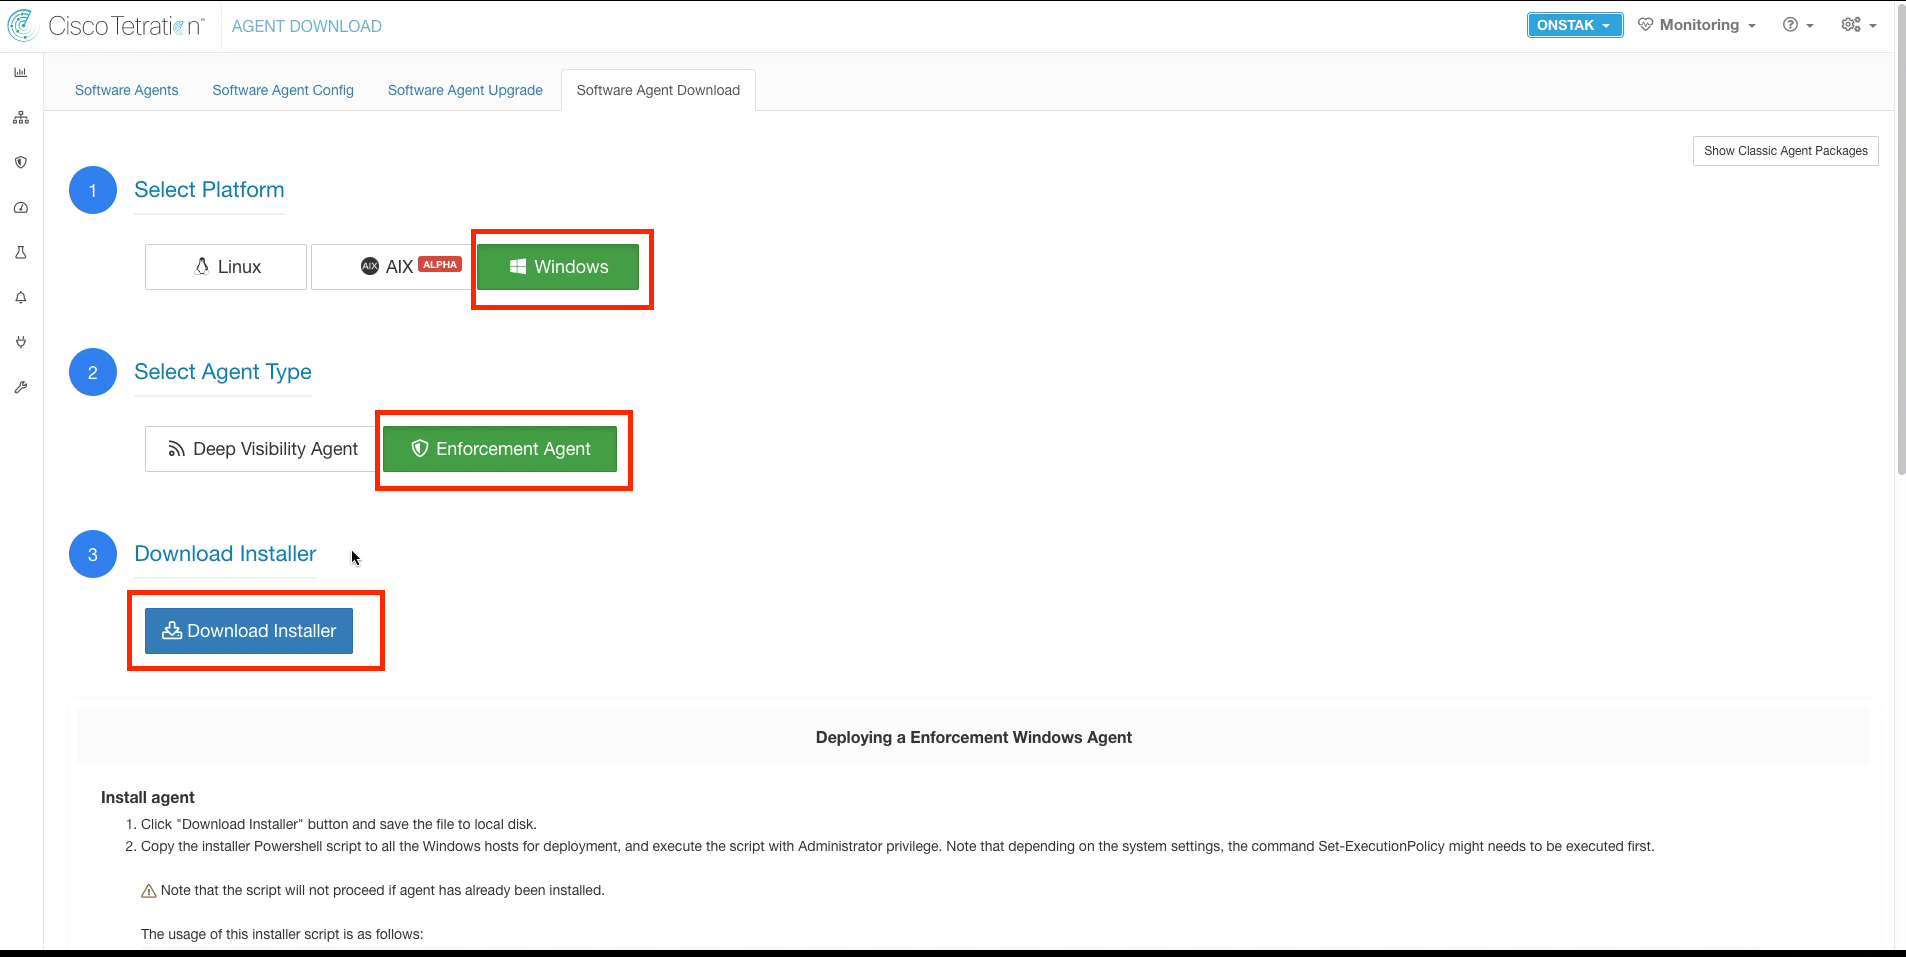 Cisco Tetration™ AGENT DOWNLOAD ONSTAK Monitoring
Software Agents Software Agent Config Software Agent Upgrade Software Agent Download
Show Classic Agent Packages
1 Select Platform
Linux AIX AIX ALPHA Windows
2 Select Agent Type
Deep Visibility Agent Enforcement Agent
3 Download Installer
Download Installer
Deploying a Enforcement Windows Agent
Install agent
1. Click "Download Installer" button and save the file to local disk.
2. Copy the installer Powershell script to all the Windows hosts for deployment, and execute the script with Administrator privilege. Note that depending on the system settings, the command Set-ExecutionPolicy might needs to be executed first.
Note that the script will not proceed if agent has already been installed.
The usage of this installer script is as follows: